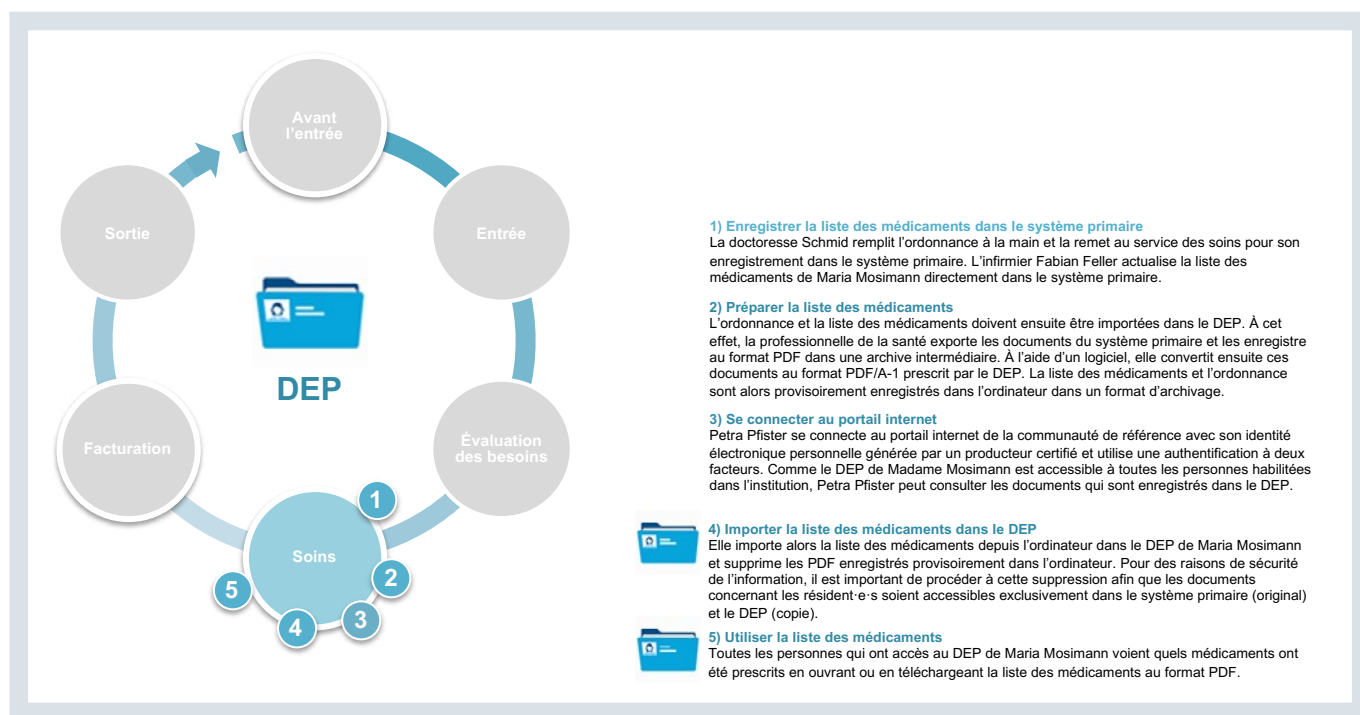 Avant
l'entrée
Sortie
Entrée
DEP
Facturation
Évaluation
des besoins
Soins
1
2
3
4
5
1) Enregistrer la liste des médicaments dans le système primaire
La doctoresse Schmid remplit l'ordonnance à la main et la remet au service des soins pour son
enregistrement dans le système primaire. L'infirmier Fabian Feller actualise la liste des
médicaments de Maria Mosimann directement dans le système primaire.
2) Préparer la liste des médicaments
L'ordonnance et la liste des médicaments doivent ensuite être importées dans le DEP. À cet
effet, la professionnelle de la santé exporte les documents du système primaire et les enregistre
au format PDF dans une archive intermédiaire. À l'aide d'un logiciel, elle convertit ensuite ces
documents au format PDF/A-1 prescrit par le DEP. La liste des médicaments et l'ordonnance
sont alors provisoirement enregistrés dans l'ordinateur dans un format d'archivage.
3) Se connecter au portail internet
Petra Pfister se connecte au portail internet de la communauté de référence avec son identité
électronique personnelle générée par un producteur certifié et utilise une authentification à deux
facteurs. Comme le DEP de Madame Mosimann est accessible à toutes les personnes habilitées
dans l'institution, Petra Pfister peut consulter les documents qui sont enregistrés dans le DEP.
4) Importer la liste des médicaments dans le DEP
Elle importe alors la liste des médicaments depuis l'ordinateur dans le DEP de Maria Mosimann
et supprime les PDF enregistrés provisoirement dans l'ordinateur. Pour des raisons de sécurité
de l'information, il est important de procéder à cette suppression afin que les documents
concernant les résident·e·s soient accessibles exclusivement dans le système primaire (original)
et le DEP (copie).
5) Utiliser la liste des médicaments
Toutes les personnes qui ont accès au DEP de Maria Mosimann voient quels médicaments ont
été prescrits en ouvrant ou en téléchargeant la liste des médicaments au format PDF.